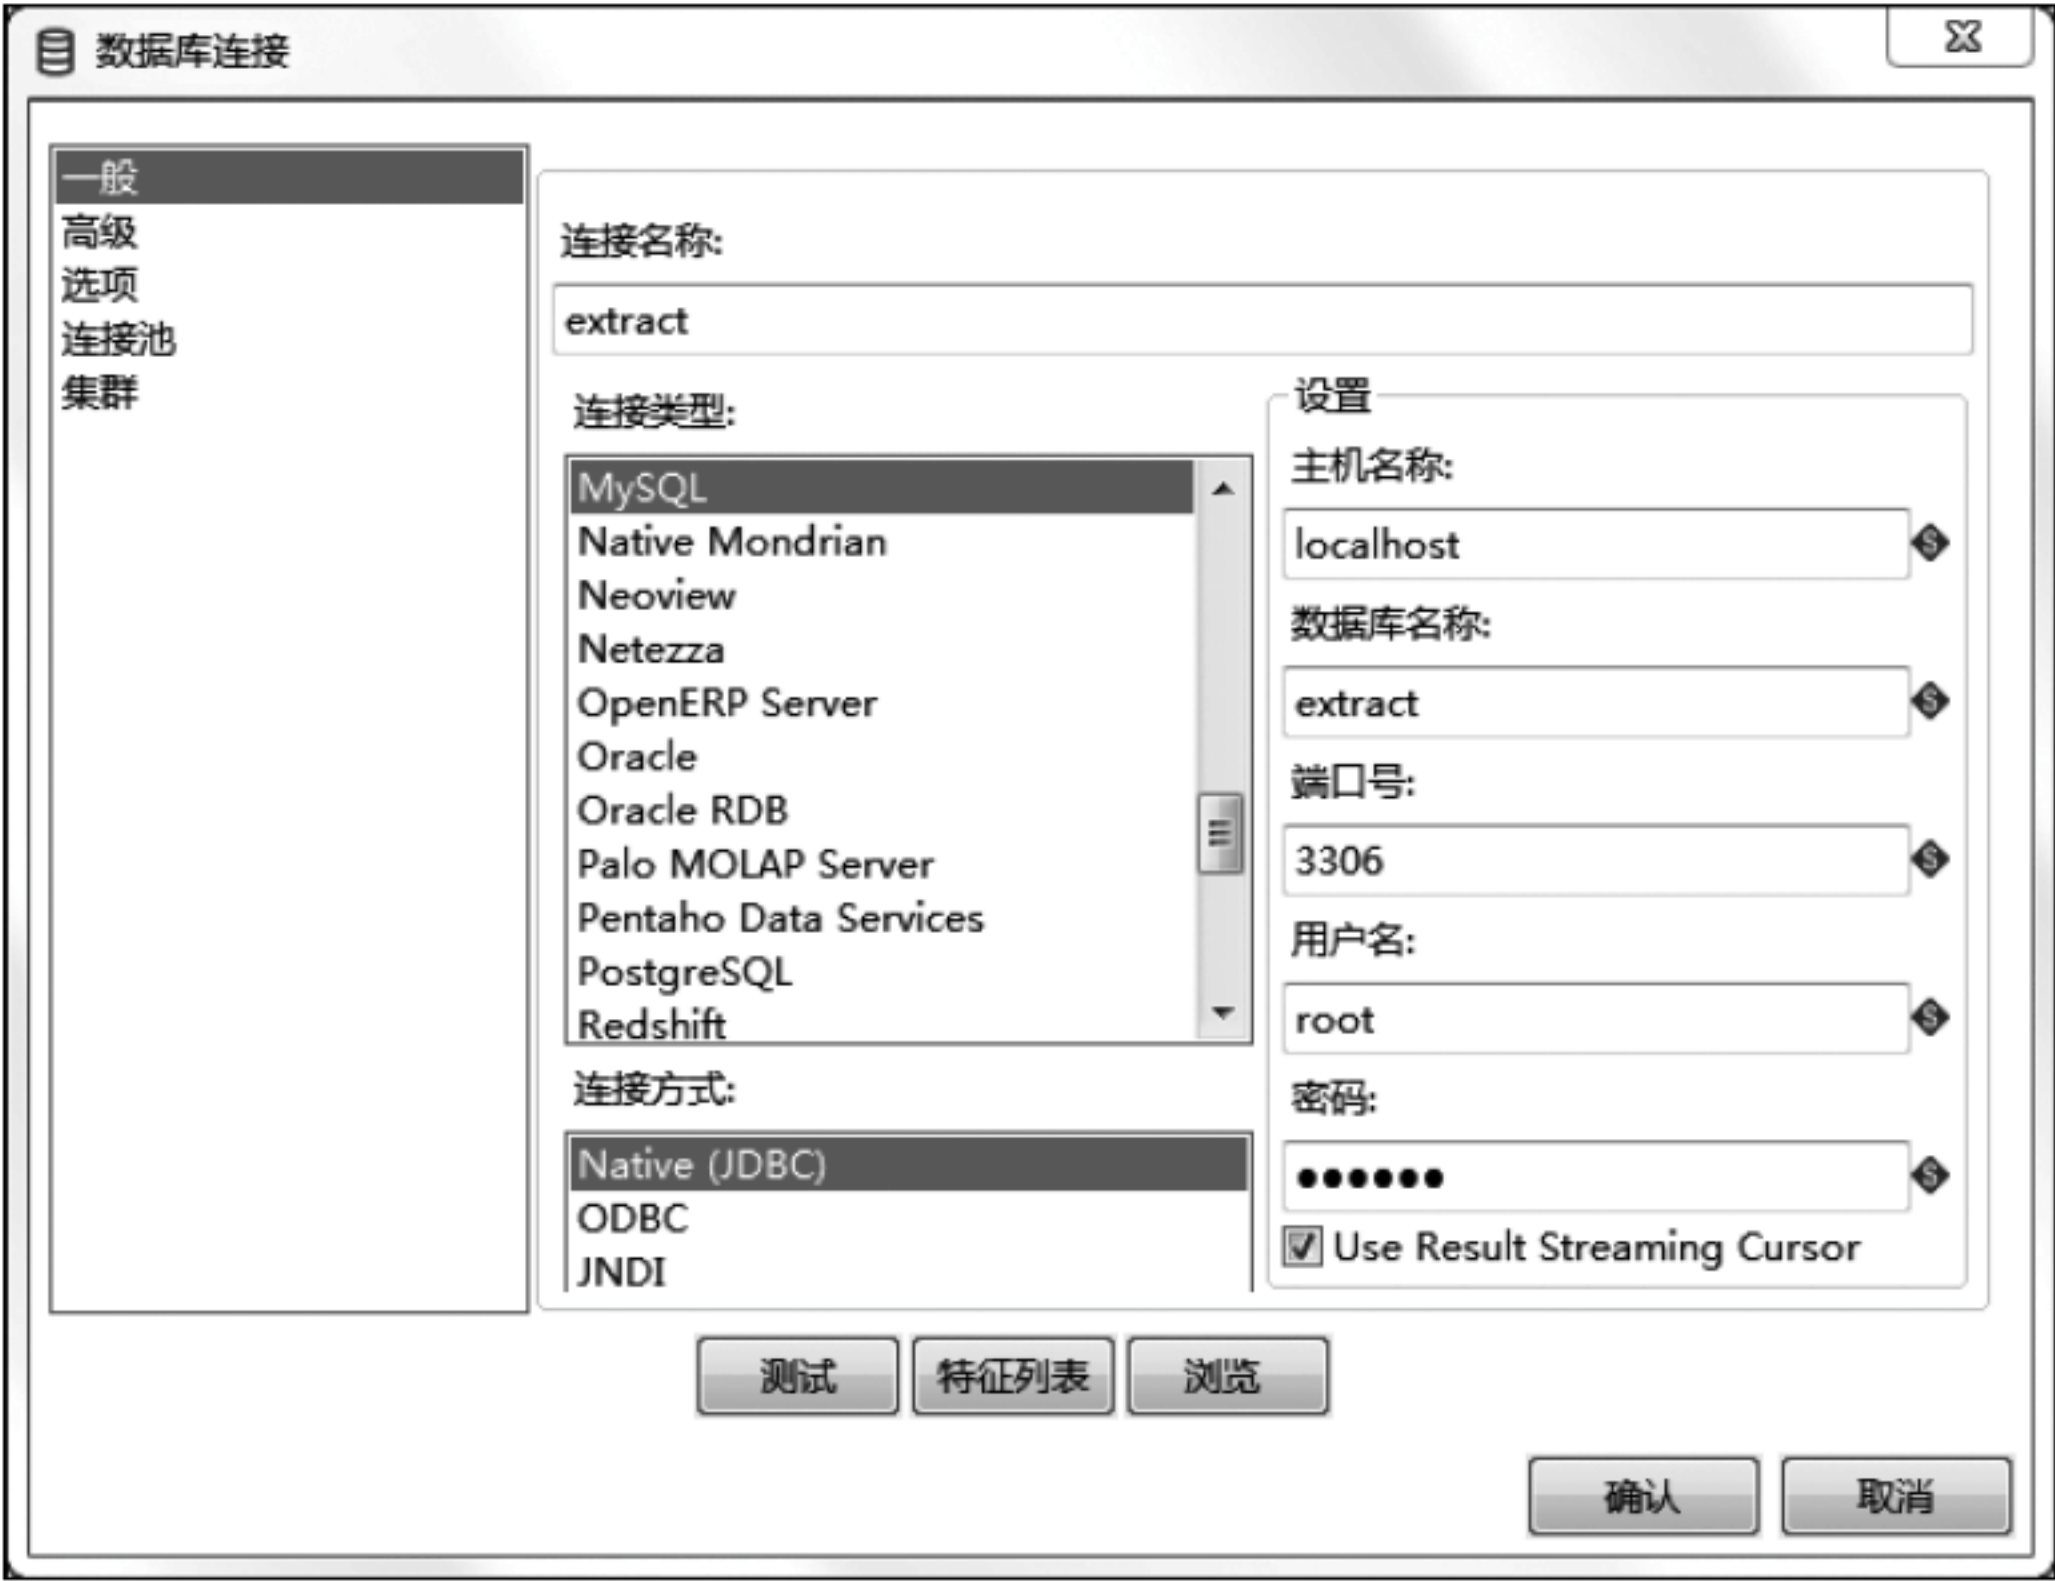 数据库连接
一般
高级
选项
连接池
集群
连接名称:
extract
连接类型:
MySQL
Native Mondrian
Neoview
Netezza
OpenERP Server
Oracle
Oracle RDB
Palo MOLAP Server
Pentaho Data Services
PostgreSQL
Redshift
连接方式:
Native (JDBC)
ODBC
JNDI
设置
主机名称:
localhost
数据库名称:
extract
端口号:
3306
用户名:
root
密码:
●●●●●●
Use Result Streaming Cursor
测试
特征列表
浏览
确认
取消